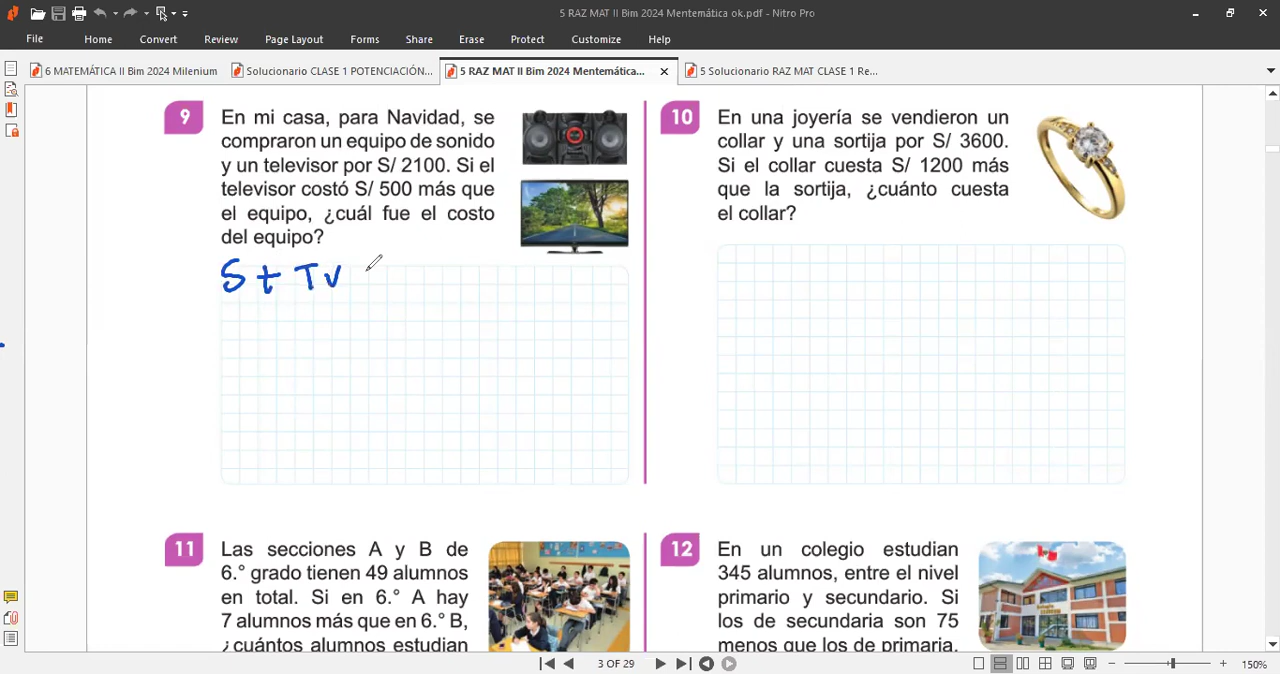 5 RAZ MAT II Bim 2024 Mentemática ok.pdf - Nitro Pro
File Home Convert Review Page Layout Forms Share Erase Protect Customize Help
6 MATEMÁTICA II Bim 2024 Milenium
Solucionario CLASE 1 POTENCIACIÓN...
5 RAZ MAT II Bim 2024 Mentemática...
5 Solucionario RAZ MAT CLASE 1 Re...
9
En mi casa, para Navidad, se
compraron un equipo de sonido
y un televisor por S/ 2100. Si el
televisor costó S/ 500 más que
el equipo, ¿cuál fue el costo
del equipo?
S + Tv
10
En una joyería se vendieron un
collar y una sortija por S/ 3600.
Si el collar cuesta S/ 1200 más
que la sortija, ¿cuánto cuesta
el collar?
11
Las secciones A y B de
6.° grado tienen 49 alumnos
en total. Si en 6.° A hay
7 alumnos más que en 6.° B,
¿cuántos alumnos estudian
12
En un colegio estudian
345 alumnos, entre el nivel
primario y secundario. Si
los de secundaria son 75
menos que los de primaria,
3 OF 29
150%